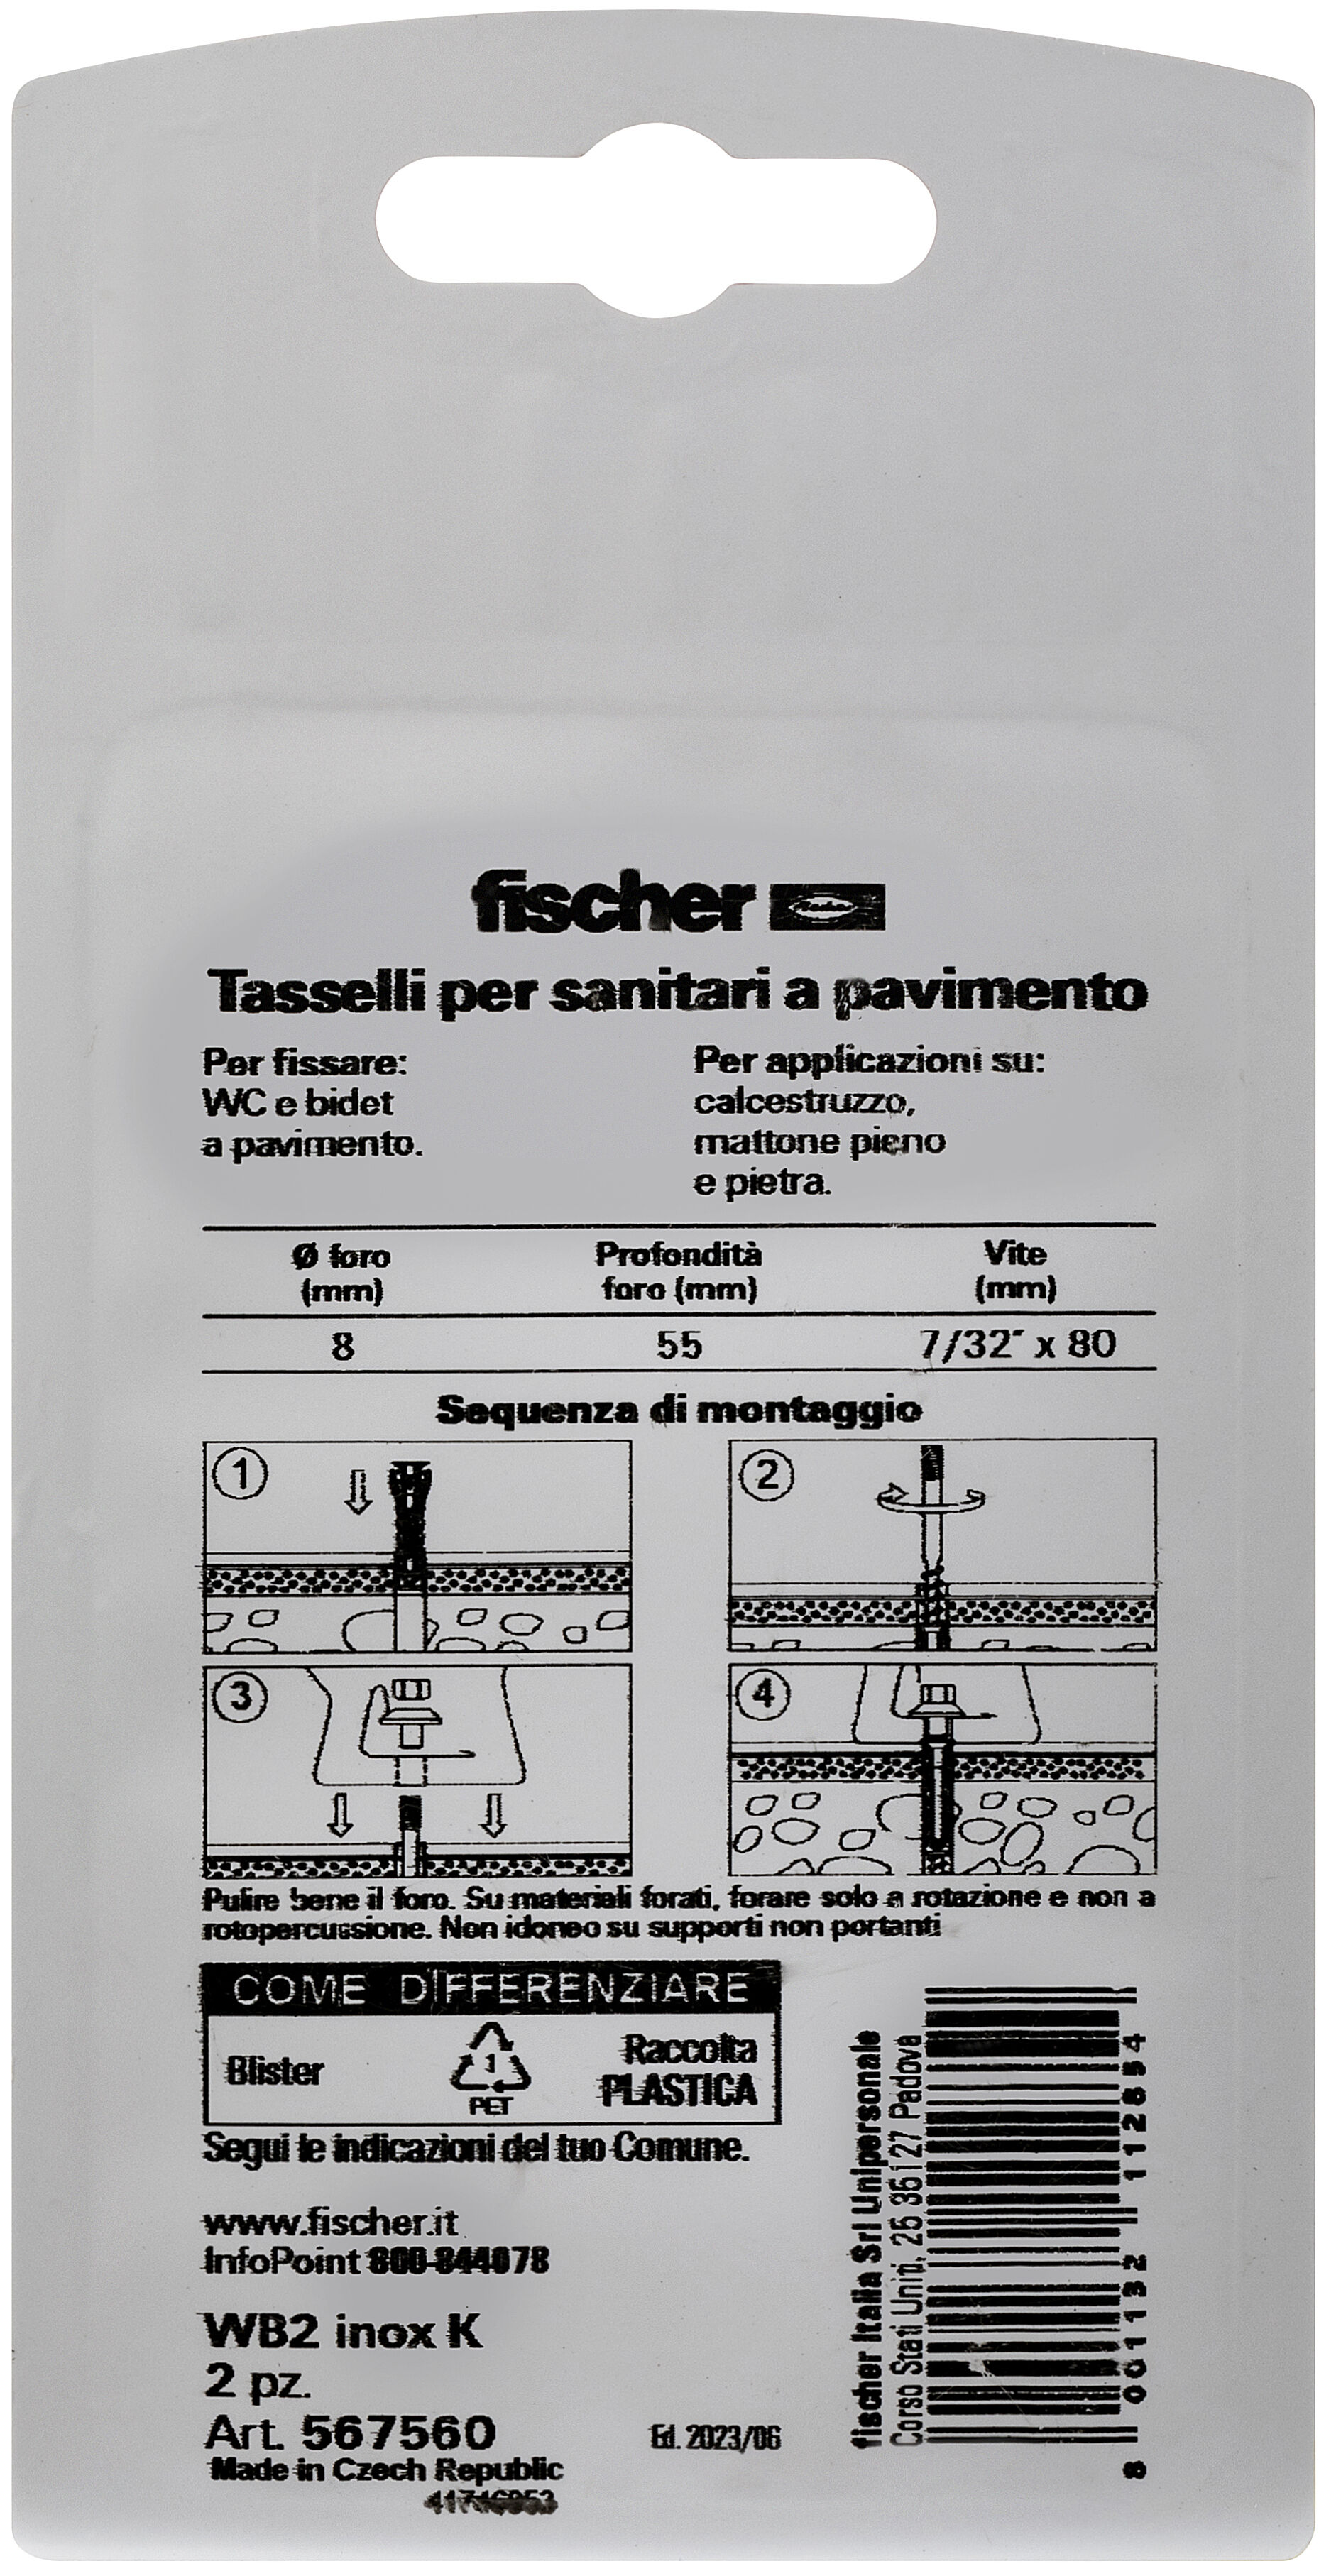 fischer
Tasselli per sanitari a pavimento
Per fissare:
WC e bidet
a pavimento.
Per applicazioni su:
calcestruzzo,
mattone pieno
e pietra.
Ø foro
(mm)
Profondità
foro (mm)
Vite
(mm)
8 55 7/32" x 80
Sequenza di montaggio
1
2
3
4
Pulire bene il foro. Su materiali forati, forare solo a rotazione e non a
rotopercussione. Non idoneo su supporti non portanti
COME DIFFERENZIARE
Blister
1
PET
Raccolta
PLASTICA
Segui le indicazioni del tuo Comune.
www.fischer.it
InfoPoint 800-844078
WB2 inox K
2 pz.
Art. 567560
Made in Czech Republic
Ed. 2023/06
fischer Italia Srl Unipersonale
Corso Stati Uniti, 25 35127 Padova
8 001132 112854